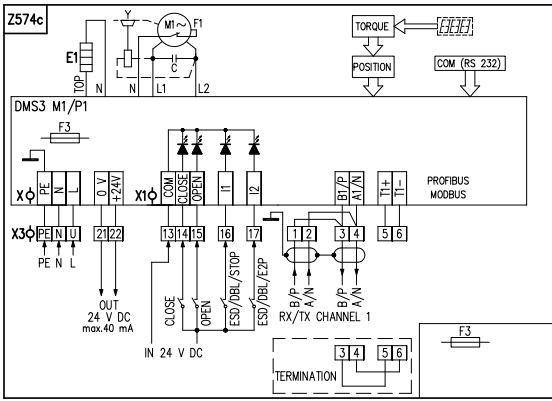 Z574c
Y
M1~
F1
E1
C
TOP
N
N
L1
L2
TORQUE
POSITION
COM (RS 232)
DMS3 M1/P1
F3
X
PE
N
L
0 V
+24V
X1
COM
CLOSE
OPEN
I1
I2
B1/P
A1/N
T1+
T1-
PROFIBUS
MODBUS
X3
PE
N
U
21
22
13
14
15
16
17
1
2
3
4
5
6
PE N L
OUT
24 V DC
max.40 mA
CLOSE
OPEN
ESD/DBL/STOP
ESD/DBL/E2P
B/P
A/N
B/P
A/N
RX/TX CHANNEL 1
IN 24 V DC
TERMINATION
3 4
5 6
F3